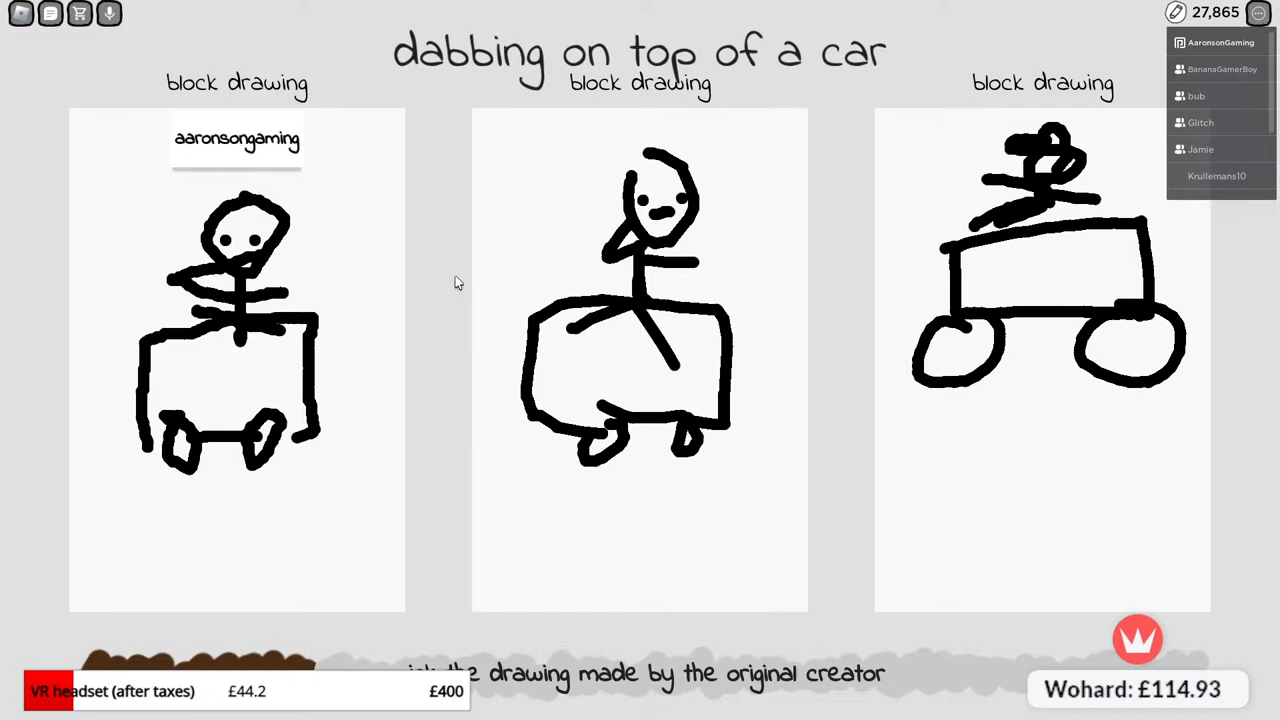 27,865
dabbing on top of a car
block drawing
block drawing
block drawing
AaronsonGaming
BananaGamerBoy
bub
Glitch
Jamie
Krullemans10
aaronsongaming
the drawing made by the original creator
VR headset (after taxes) £44.2 £400
Wohard: £114.93